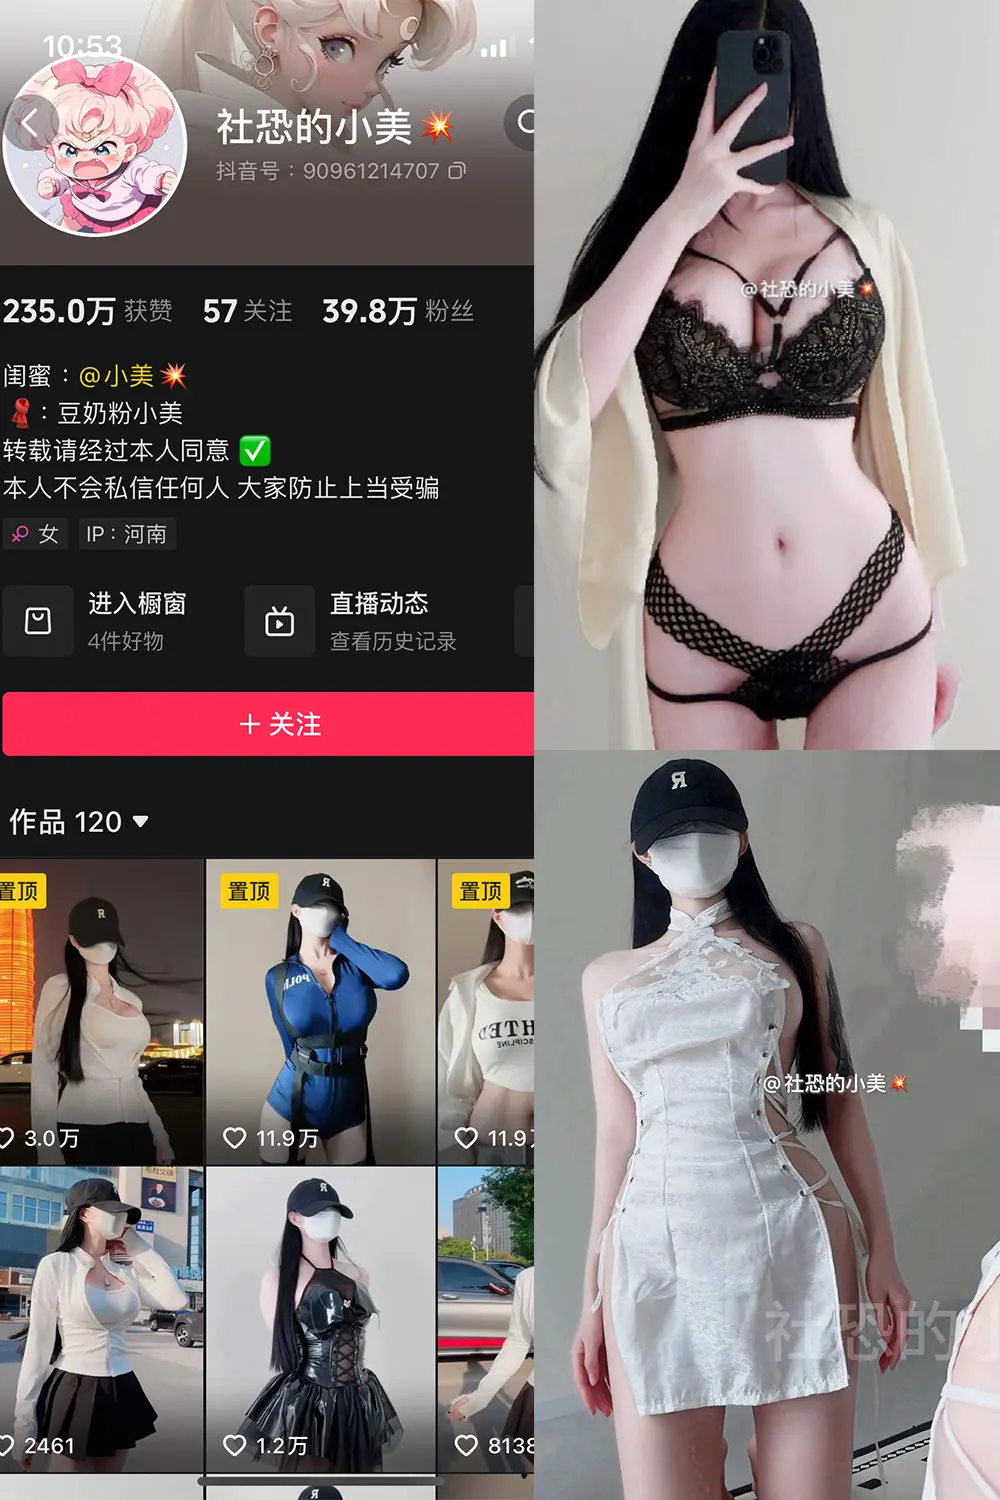 10:53
社恐的小美💥
抖音号：90961214707
235.0万 获赞 57 关注 39.8万 粉丝
闺蜜：@小美💥
🧣：豆奶粉小美
转载请经过本人同意✅
本人不会私信任何人 大家防止上当受骗
女 IP：河南
进入橱窗
4件好物
直播动态
查看历史记录
+ 关注
作品 120
置顶
3.0万
置顶
POLI
11.9万
置顶
HTED
SCIPLINE
11.9
2461
1.2万
8138
@社恐的小美💥
R
@社恐的小美💥
社恐的